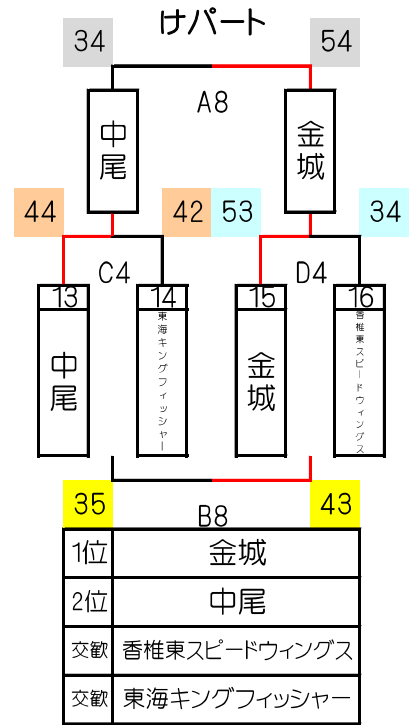 けパート
34 54
A8
中尾 金城
44 42 53 34
C4 D4
13 14 15 16
中尾 東海キングフィッシャー 金城 香椎東スピードウィングス
35 43
B8
1位 金城
2位 中尾
交歓 香椎東スピードウィングス
交歓 東海キングフィッシャー